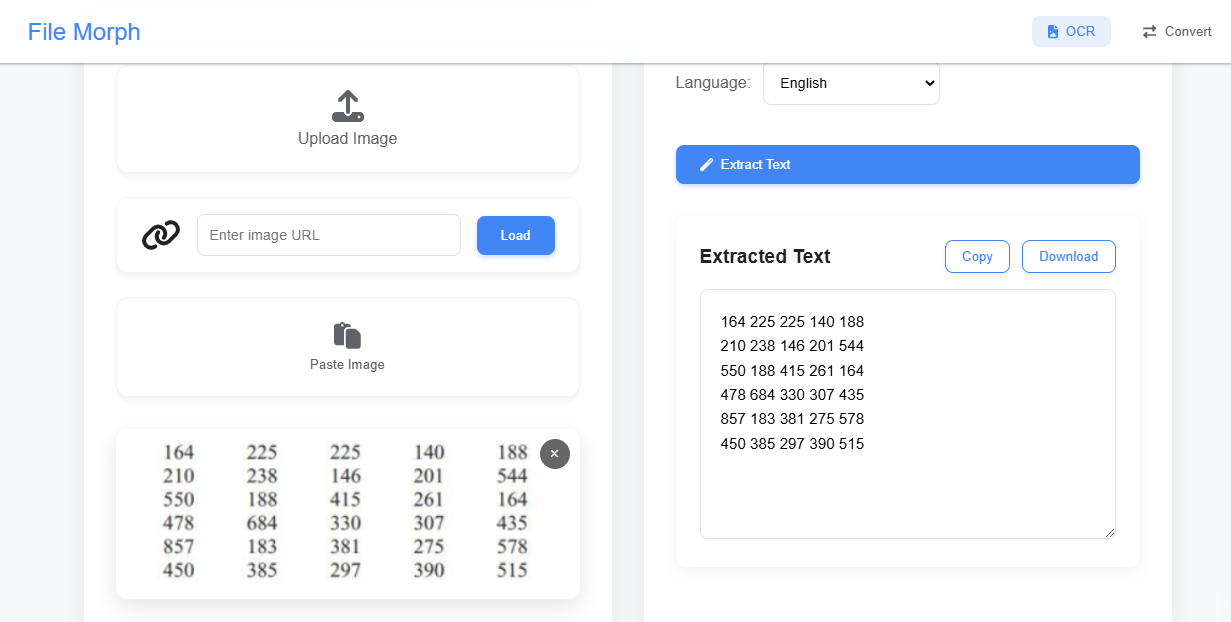 File Morph
OCR
Convert
Upload Image
Enter image URL
Load
Paste Image
164 225 225 140 188
×
210 238 146 201 544
550 188 415 261 164
478 684 330 307 435
857 183 381 275 578
450 385 297 390 515
Language: English
Extract Text
Extracted Text
Copy
Download
164 225 225 140 188
210 238 146 201 544
550 188 415 261 164
478 684 330 307 435
857 183 381 275 578
450 385 297 390 515